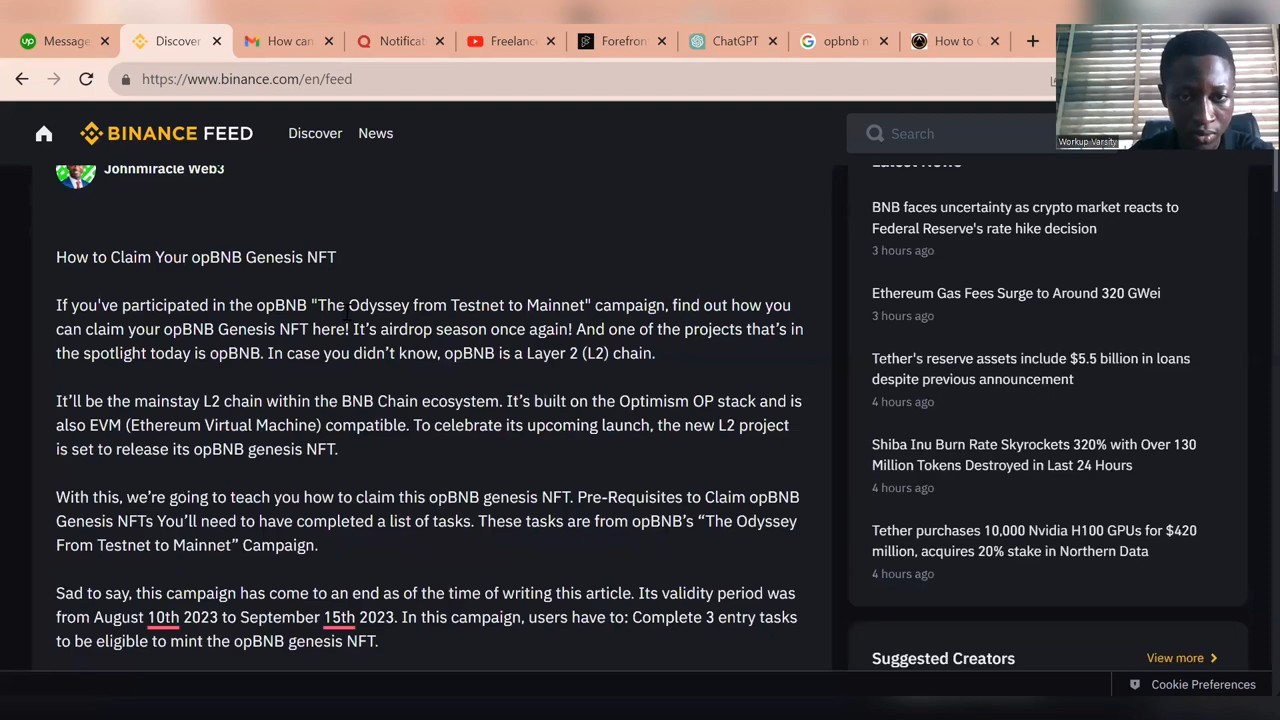 Message
Discover
How can
Notificat
Freelance
Forefron
ChatGPT
opbnb n
How to C
https://www.binance.com/en/feed
Workup Varsity
BINANCE FEED
Discover
News
Search
Johnmiracle Web3
How to Claim Your opBNB Genesis NFT
If you've participated in the opBNB "The Odyssey from Testnet to Mainnet" campaign, find out how you
can claim your opBNB Genesis NFT here! It’s airdrop season once again! And one of the projects that’s in
the spotlight today is opBNB. In case you didn’t know, opBNB is a Layer 2 (L2) chain.
It’ll be the mainstay L2 chain within the BNB Chain ecosystem. It’s built on the Optimism OP stack and is
also EVM (Ethereum Virtual Machine) compatible. To celebrate its upcoming launch, the new L2 project
is set to release its opBNB genesis NFT.
With this, we’re going to teach you how to claim this opBNB genesis NFT. Pre-Requisites to Claim opBNB
Genesis NFTs You’ll need to have completed a list of tasks. These tasks are from opBNB’s “The Odyssey
From Testnet to Mainnet” Campaign.
Sad to say, this campaign has come to an end as of the time of writing this article. Its validity period was
from August 10th 2023 to September 15th 2023. In this campaign, users have to: Complete 3 entry tasks
to be eligible to mint the opBNB genesis NFT.
Latest News
BNB faces uncertainty as crypto market reacts to
Federal Reserve's rate hike decision
3 hours ago
Ethereum Gas Fees Surge to Around 320 GWei
3 hours ago
Tether's reserve assets include $5.5 billion in loans
despite previous announcement
4 hours ago
Shiba Inu Burn Rate Skyrockets 320% with Over 130
Million Tokens Destroyed in Last 24 Hours
4 hours ago
Tether purchases 10,000 Nvidia H100 GPUs for $420
million, acquires 20% stake in Northern Data
4 hours ago
Suggested Creators
View more
Cookie Preferences